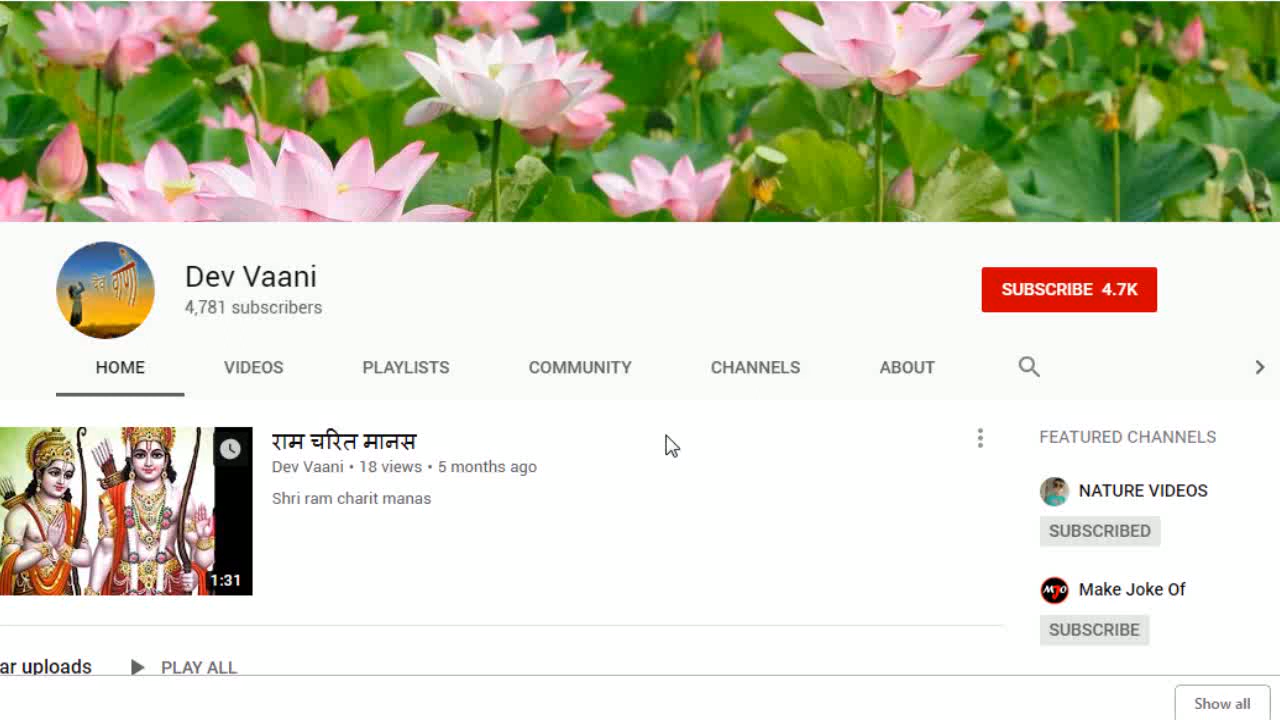 देव वाणी
Dev Vaani
4,781 subscribers
SUBSCRIBE 4.7K
HOME
VIDEOS
PLAYLISTS
COMMUNITY
CHANNELS
ABOUT
राम चरित मानस
Dev Vaani • 18 views • 5 months ago
Shri ram charit manas
1:31
FEATURED CHANNELS
NATURE VIDEOS
SUBSCRIBED
MJO
Make Joke Of
SUBSCRIBE
ar uploads
PLAY ALL
Show all